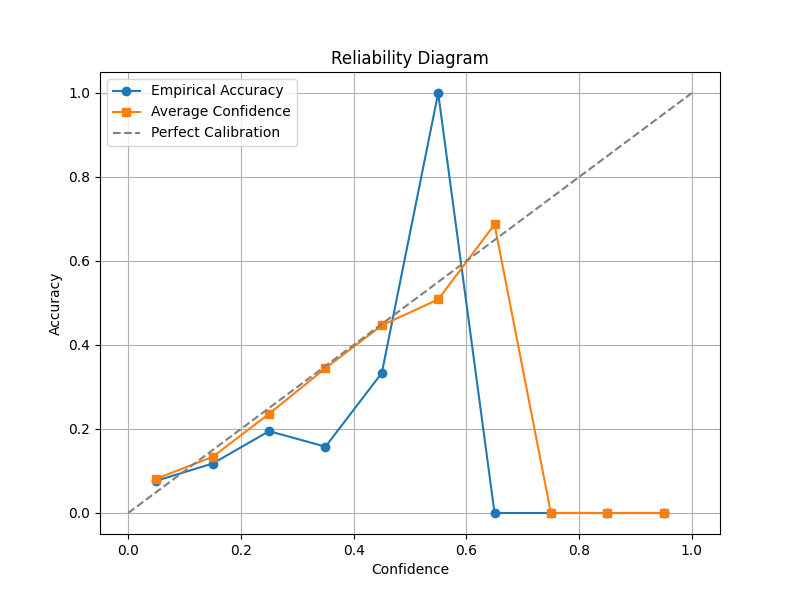 Reliability Diagram
Empirical Accuracy
Average Confidence
Perfect Calibration
Accuracy
1.0
0.8
0.6
0.4
0.2
0.0
0.0 0.2 0.4 0.6 0.8 1.0
Confidence